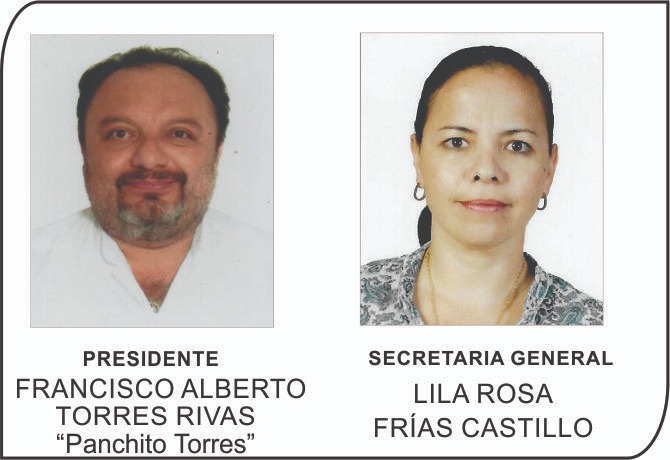 PRESIDENTE
FRANCISCO ALBERTO
TORRES RIVAS
“Panchito Torres”
SECRETARIA GENERAL
LILA ROSA
FRÍAS CASTILLO